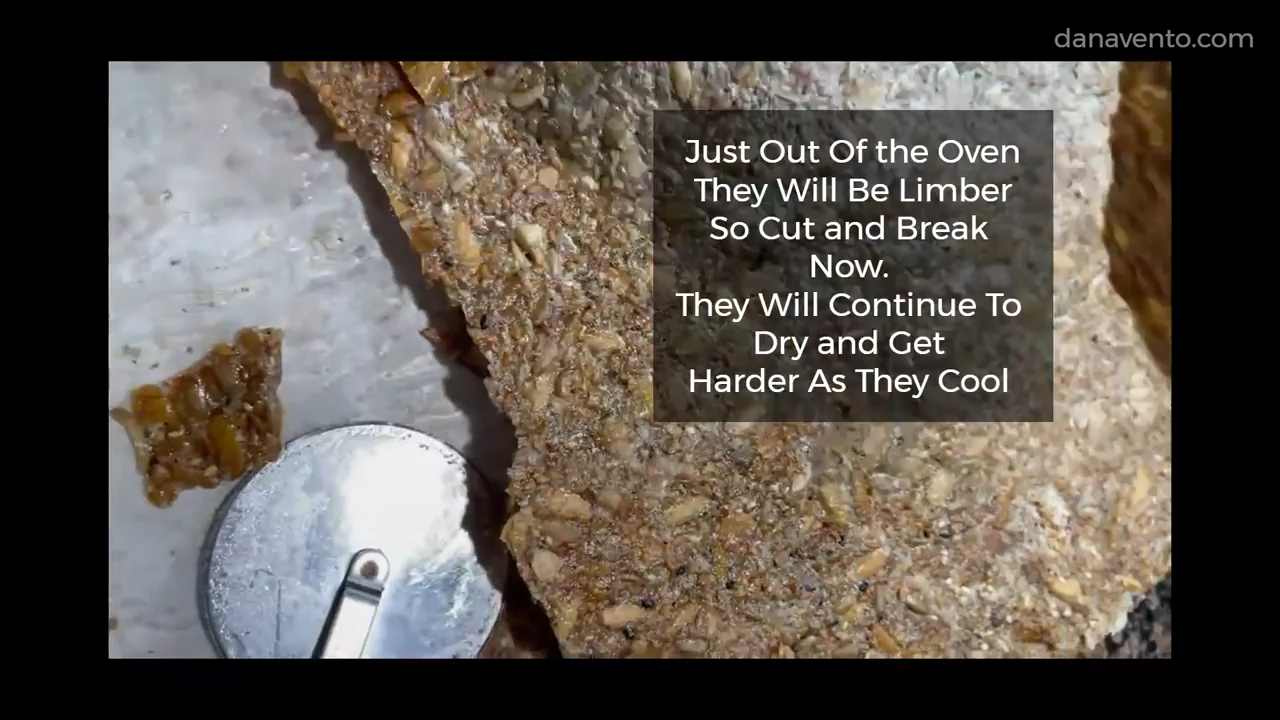 danavento.com
Just Out Of the Oven
They Will Be Limber
So Cut and Break
Now.
They Will Continue To
Dry and Get
Harder As They Cool